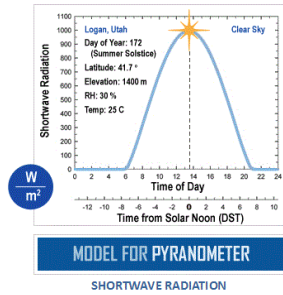 1100
1000
900
800
700
600
500
400
300
200
100
0
Shortwave Radiation
Logan, Utah
Clear Sky
Day of Year: 172
(Summer Solstice)
Latitude: 41.7 °
Elevation: 1400 m
RH: 30 %
Temp: 25 C
0 2 4 6 8 10 12 14 16 18 20 22 24
Time of Day
-12 -10 -8 -6 -4 -2 0 2 4 6 8 10
Time from Solar Noon (DST)
W
m²
MODEL FOR PYRANOMETER
SHORTWAVE RADIATION